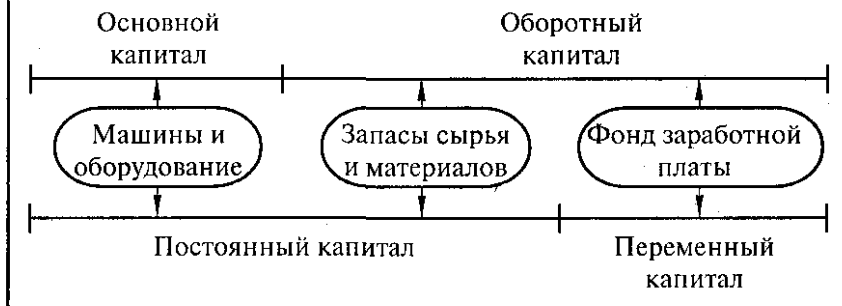 Основной
капитал
Оборотный
капитал
Машины и
оборудование
Запасы сырья
и материалов
Фонд заработной
платы
Постоянный капитал
Переменный
капитал